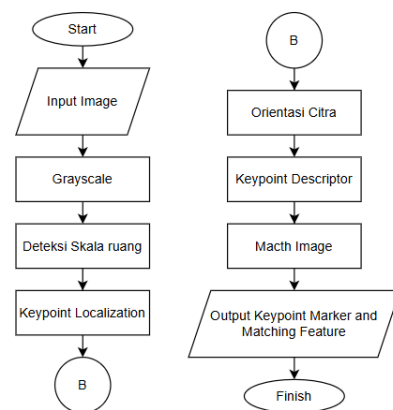 Start
Input Image
Grayscale
Deteksi Skala ruang
Keypoint Localization
B
B
Orientasi Citra
Keypoint Descriptor
Macth Image
Output Keypoint Marker and
Matching Feature
Finish